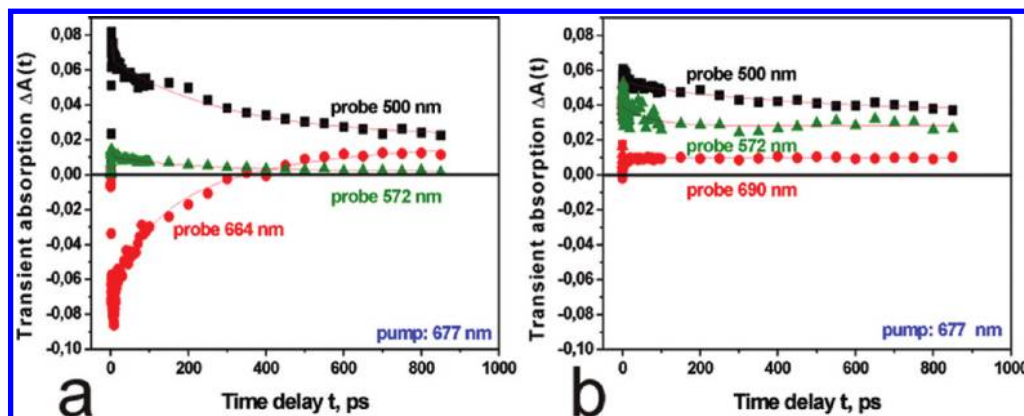 Transient absorption ΔA(t)
0,08
0,06
0,04
0,02
0,00
-0,02
-0,04
-0,06
-0,08
-0,10
probe 500 nm
probe 572 nm
probe 664 nm
pump: 677 nm
0 200 400 600 800 1000
Time delay t, ps
a
Transient absorption ΔA(t)
0,08
0,06
0,04
0,02
0,00
-0,02
-0,04
-0,06
-0,08
-0,10
probe 500 nm
probe 572 nm
probe 690 nm
pump: 677 nm
0 200 400 600 800 1000
Time delay t, ps
b